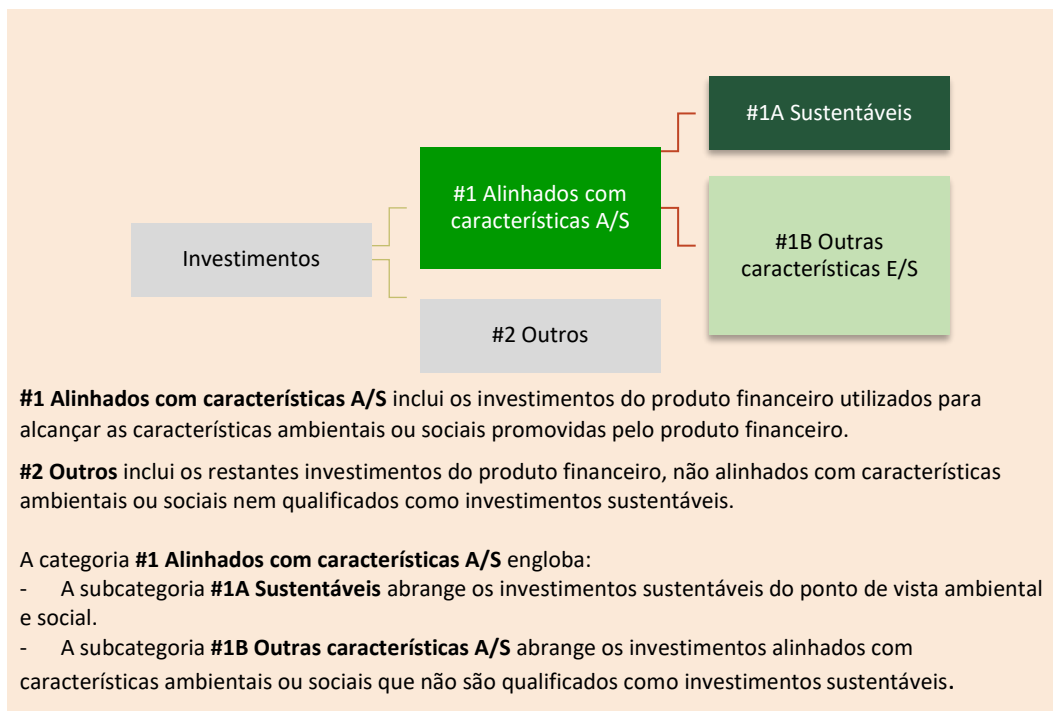 #1A Sustentáveis
#1 Alinhados com
características A/S
#1B Outras
características E/S
Investimentos
#2 Outros
#1 Alinhados com características A/S inclui os investimentos do produto financeiro utilizados para
alcançar as características ambientais ou sociais promovidas pelo produto financeiro.
#2 Outros inclui os restantes investimentos do produto financeiro, não alinhados com características
ambientais ou sociais nem qualificados como investimentos sustentáveis.
A categoria #1 Alinhados com características A/S engloba:
- A subcategoria #1A Sustentáveis abrange os investimentos sustentáveis do ponto de vista ambiental
e social.
- A subcategoria #1B Outras características A/S abrange os investimentos alinhados com
características ambientais ou sociais que não são qualificados como investimentos sustentáveis.